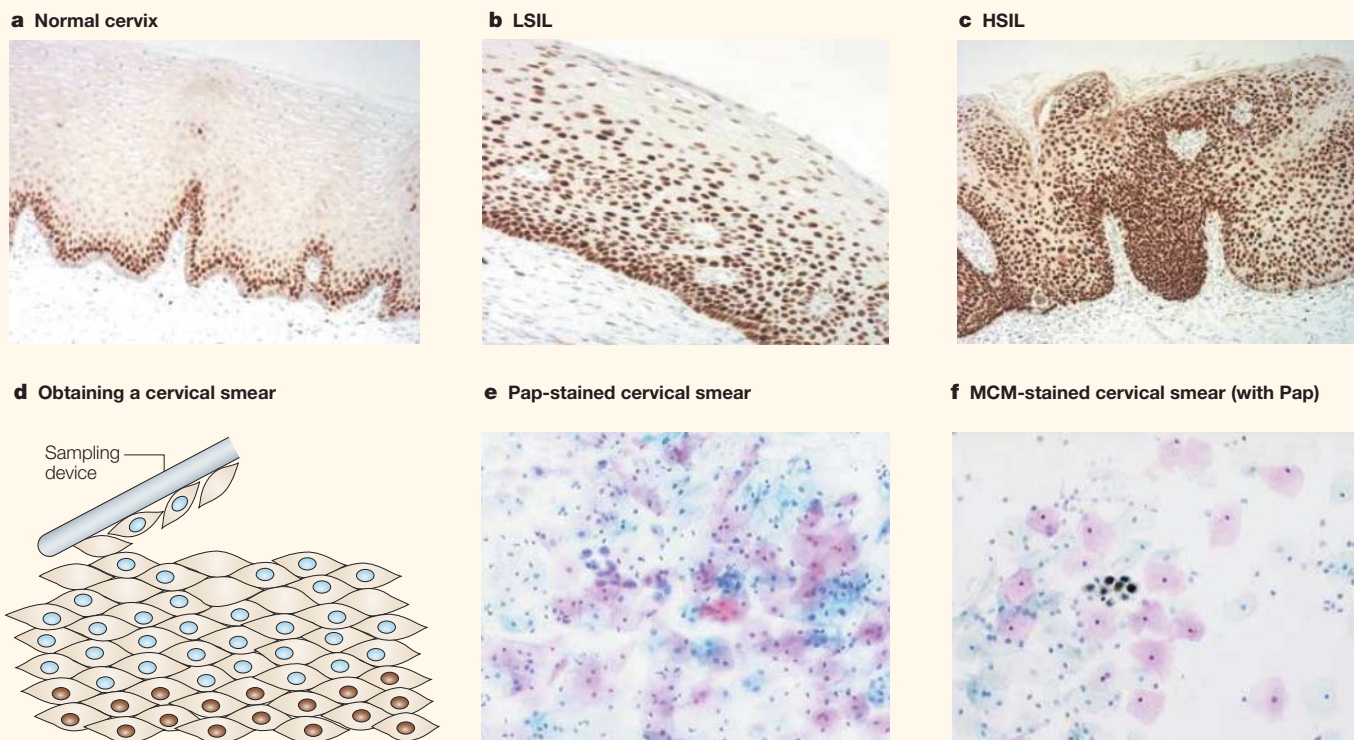 a Normal cervix
b LSIL
c HSIL
d Obtaining a cervical smear
e Pap-stained cervical smear
f MCM-stained cervical smear (with Pap)
Sampling
device